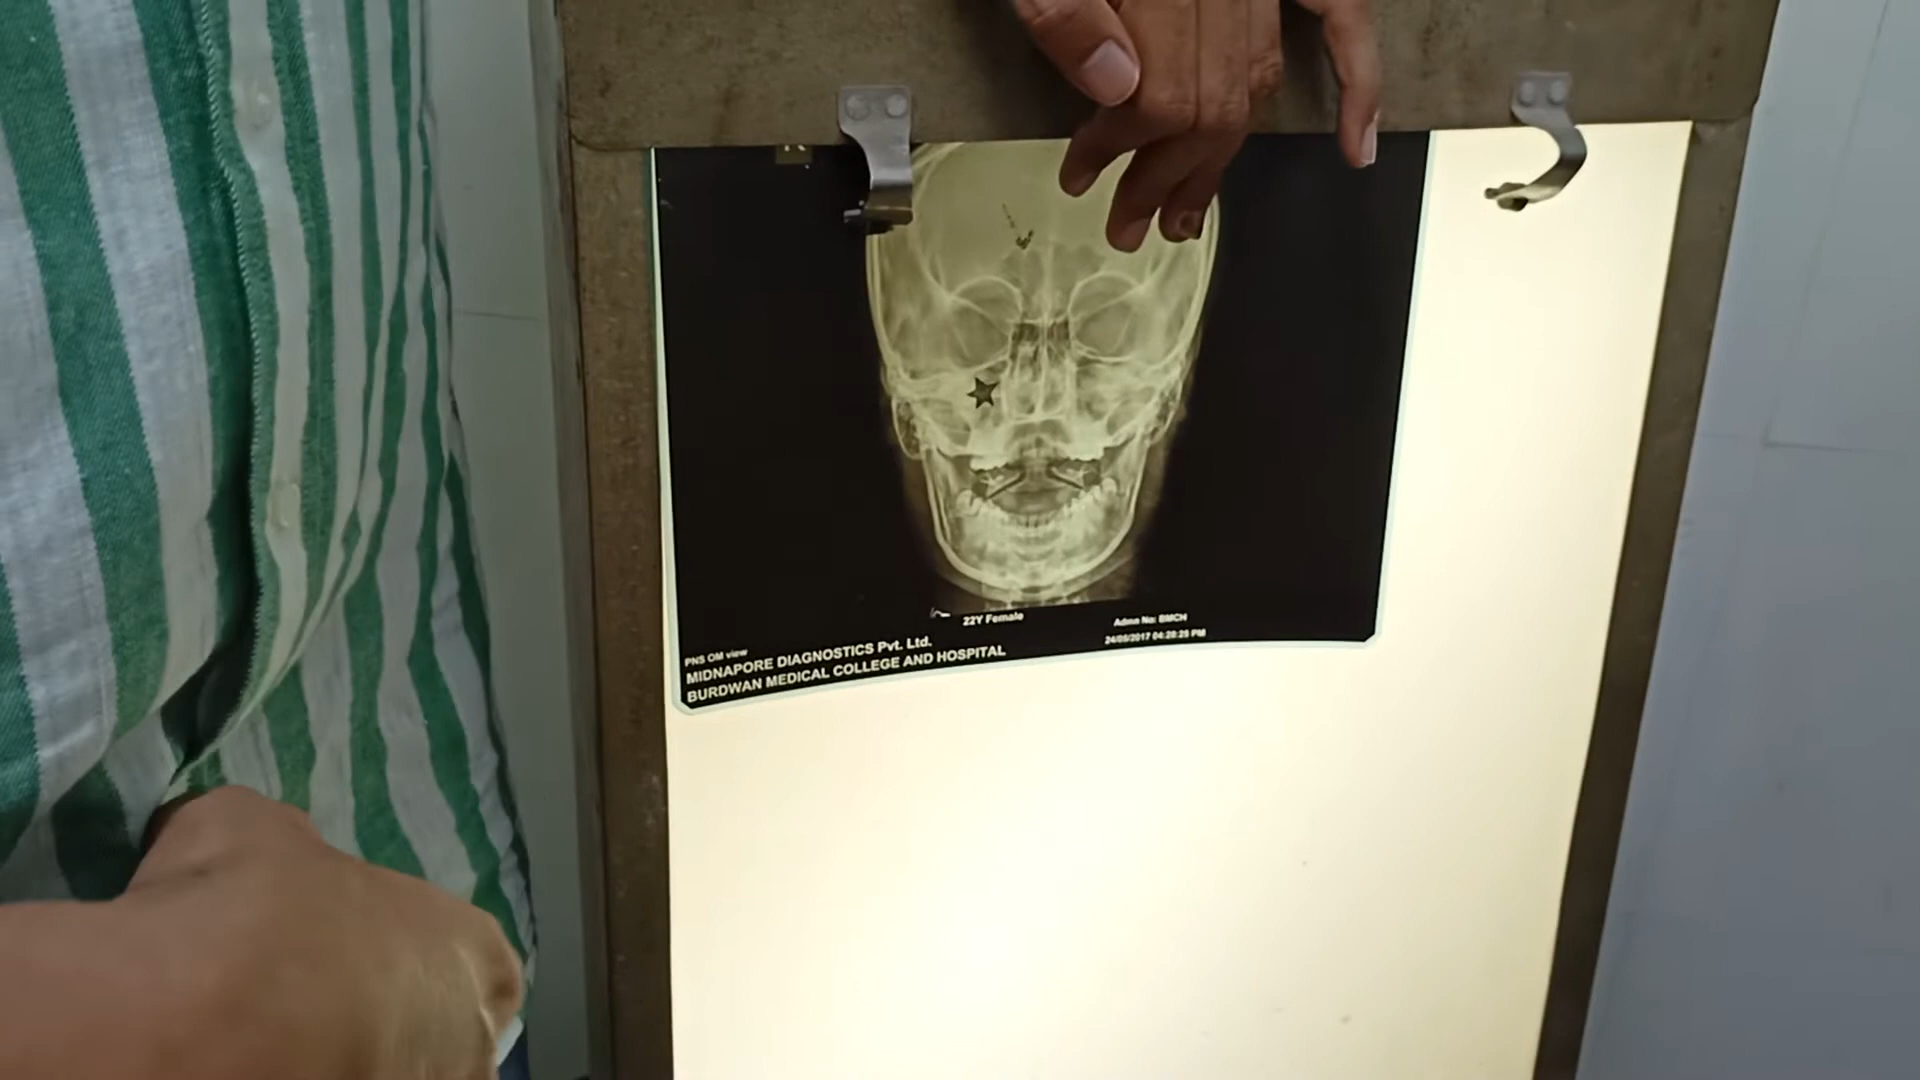 22Y Female
Admn No: BMCH
24/05/2017 04:28:25 PM
PNS OM view
MIDNAPORE DIAGNOSTICS Pvt. Ltd.
BURDWAN MEDICAL COLLEGE AND HOSPITAL